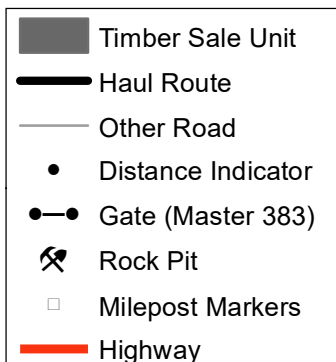 Timber Sale Unit
Haul Route
Other Road
Distance Indicator
Gate (Master 383)
Rock Pit
Milepost Markers
Highway